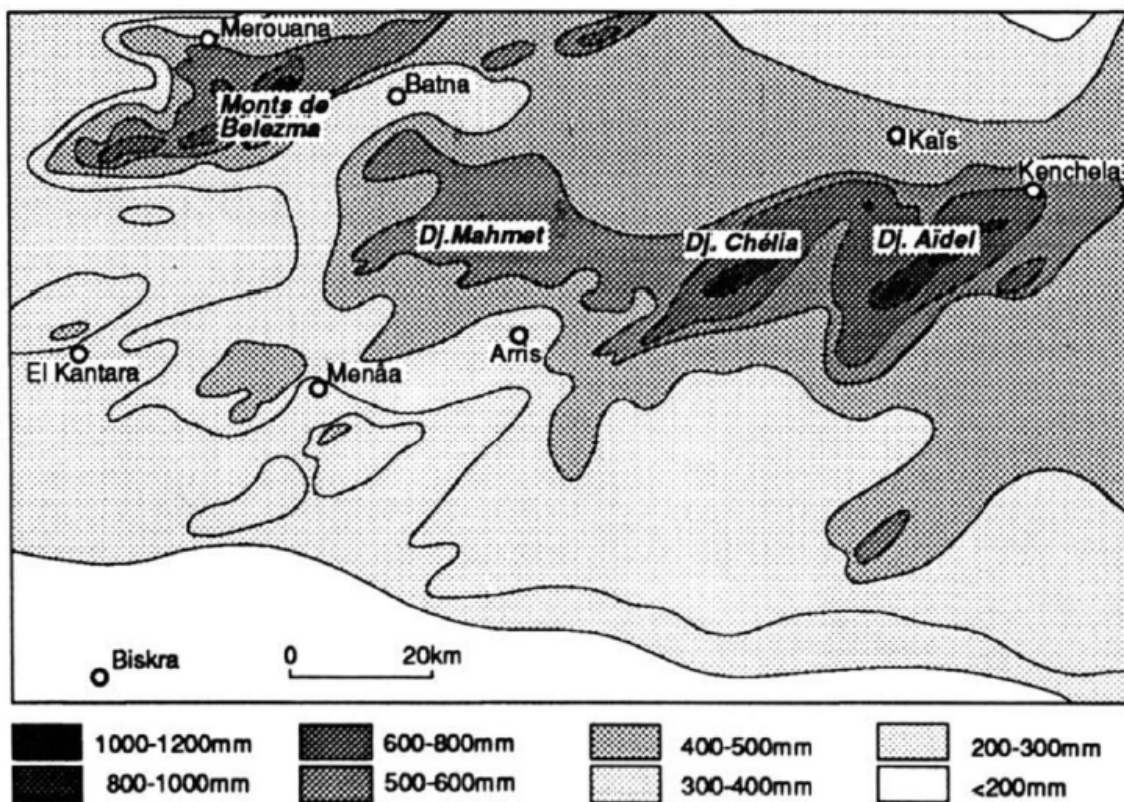 Merouana
Batna
Monts de
Belezma
Kaïs
Kenchela
Dj.Mahmet
Dj. Chélia
Dj. Aïdel
Arris
El Kantara
Menâa
Biskra
0 20km
1000-1200mm 600-800mm 400-500mm 200-300mm
800-1000mm 500-600mm 300-400mm <200mm